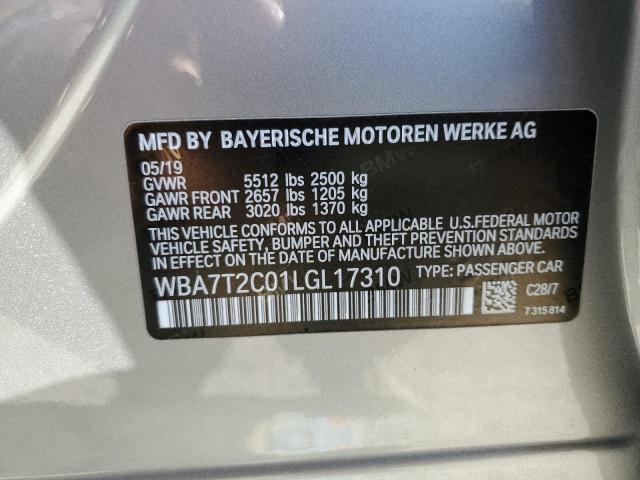 MFD BY BAYERISCHE MOTOREN WERKE AG
05/19
GVWR 5512 lbs 2500 kg
GAWR FRONT 2657 lbs 1205 kg
GAWR REAR 3020 lbs 1370 kg
THIS VEHICLE CONFORMS TO ALL APPLICABLE U.S.FEDERAL MOTOR
VEHICLE SAFETY, BUMPER AND THEFT PREVENTION STANDARDS
IN EFFECT ON THE DATE OF MANUFACTURE SHOWN ABOVE.
WBA7T2C01LGL17310 TYPE: PASSENGER CAR
C28/7
7315814